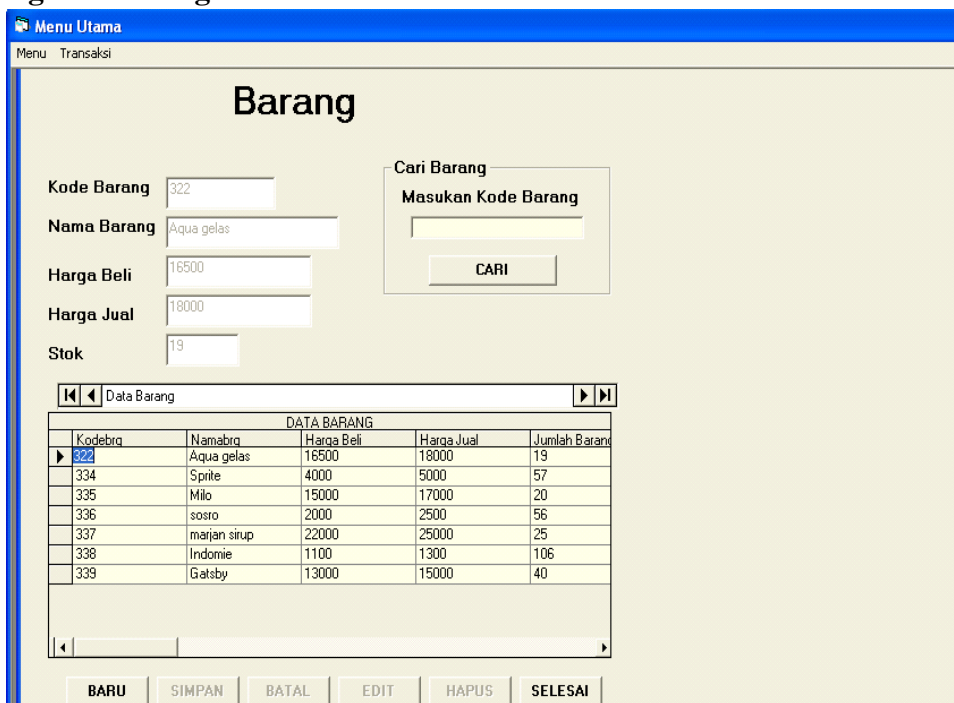 Menu Utama
Menu Transaksi
Barang
Kode Barang 322
Nama Barang Aqua gelas
Harga Beli 16500
Harga Jual 18000
Stok 19
Cari Barang
Masukan Kode Barang
CARI
Data Barang
DATA BARANG
Kodebrg Namabrg Harga Beli Harga Jual Jumlah Barang
322 Aqua gelas 16500 18000 19
334 Sprite 4000 5000 57
335 Milo 15000 17000 20
336 sosro 2000 2500 56
337 marjan sirup 22000 25000 25
338 Indomie 1100 1300 106
339 Gatsby 13000 15000 40
BARU SIMPAN BATAL EDIT HAPUS SELESAI